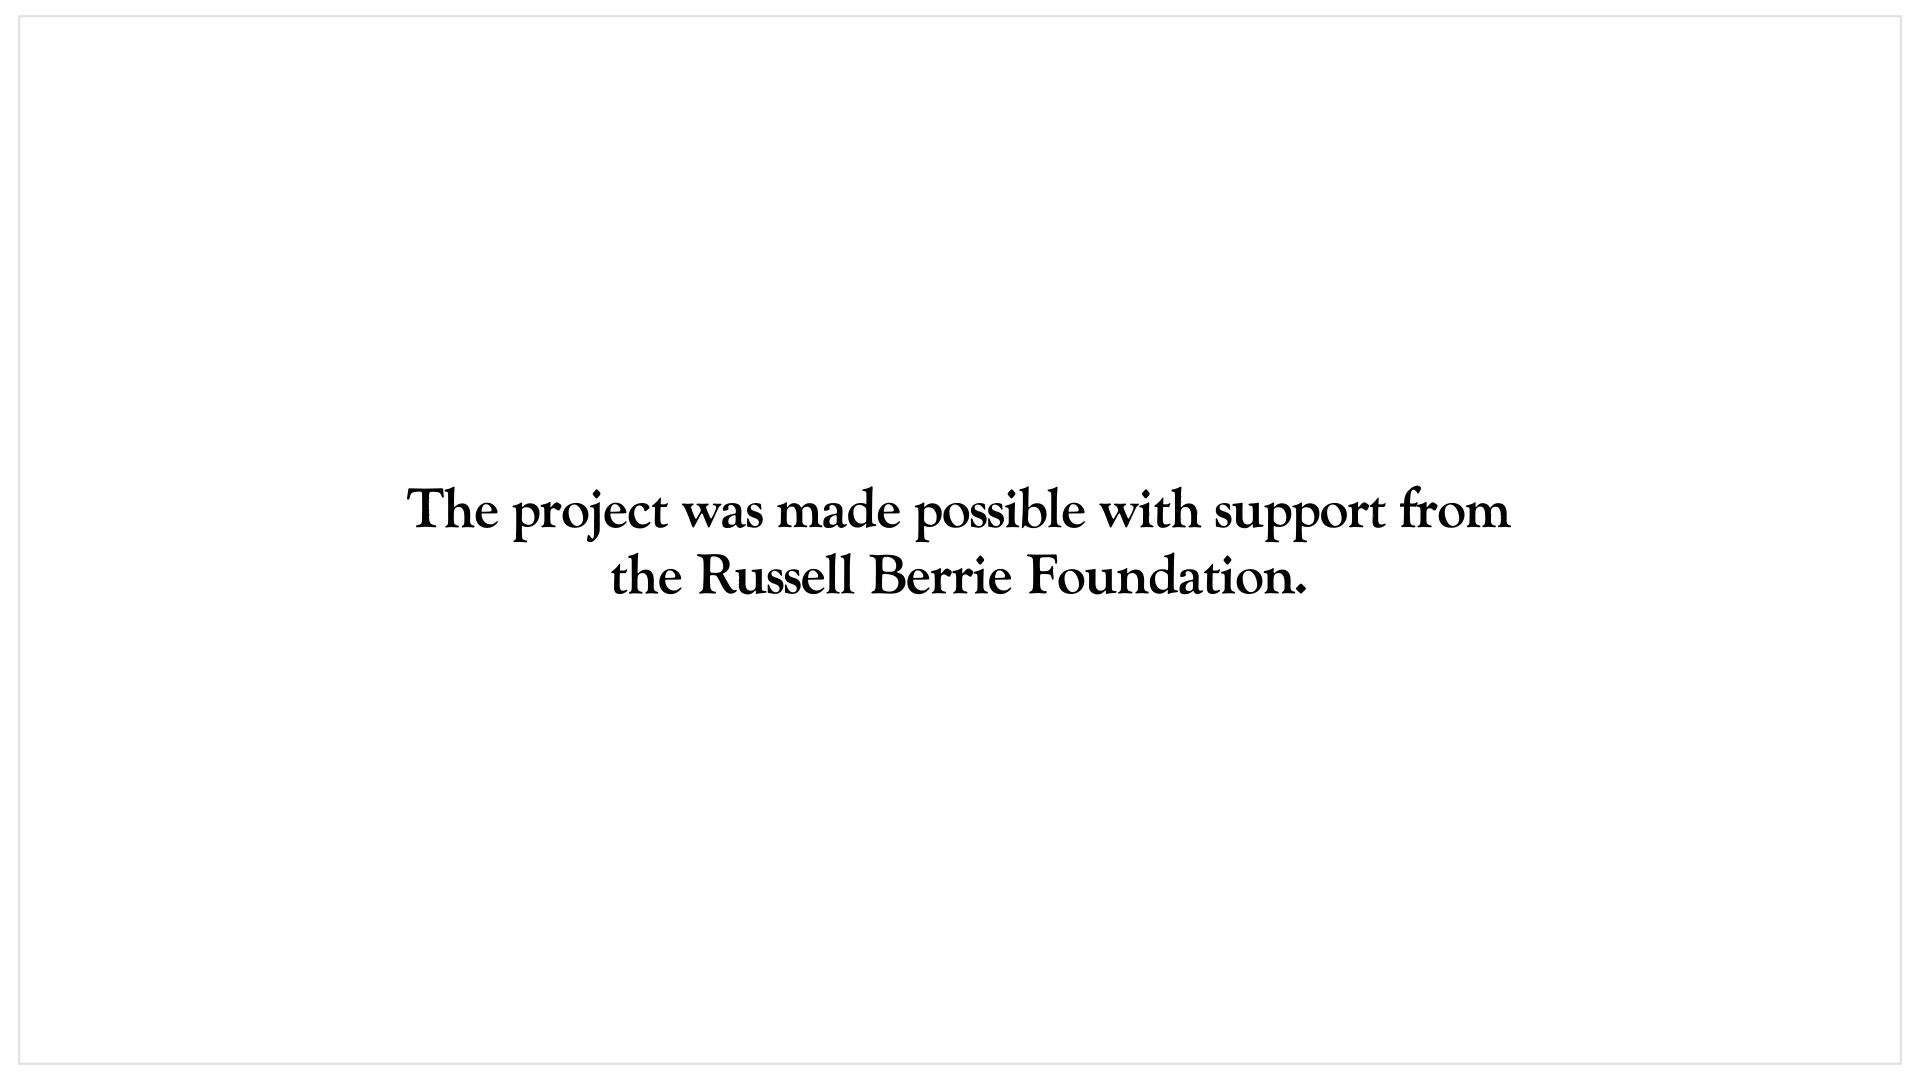 The project was made possible with support from
the Russell Berrie Foundation.